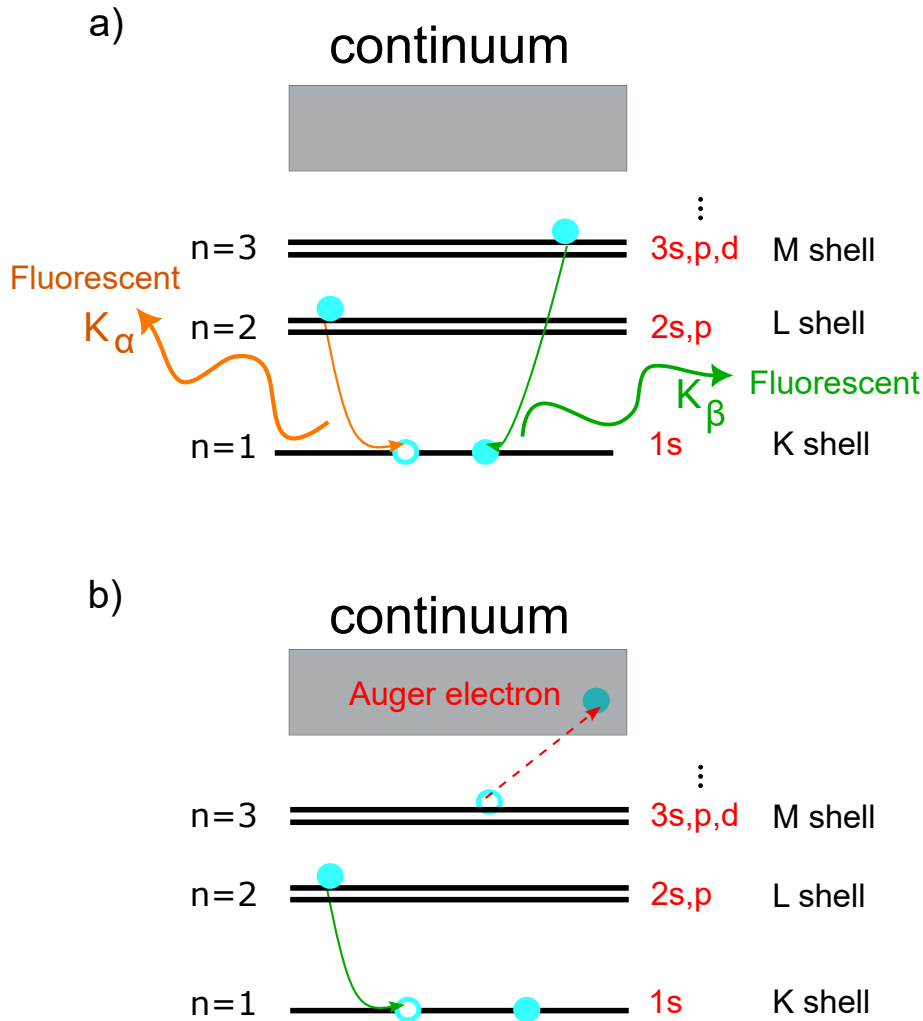 a)
continuum
n=3
3s,p,d
M shell
Fluorescent
Kα
n=2
2s,p
L shell
Kβ
Fluorescent
n=1
1s
K shell
b)
continuum
Auger electron
n=3
3s,p,d
M shell
n=2
2s,p
L shell
n=1
1s
K shell